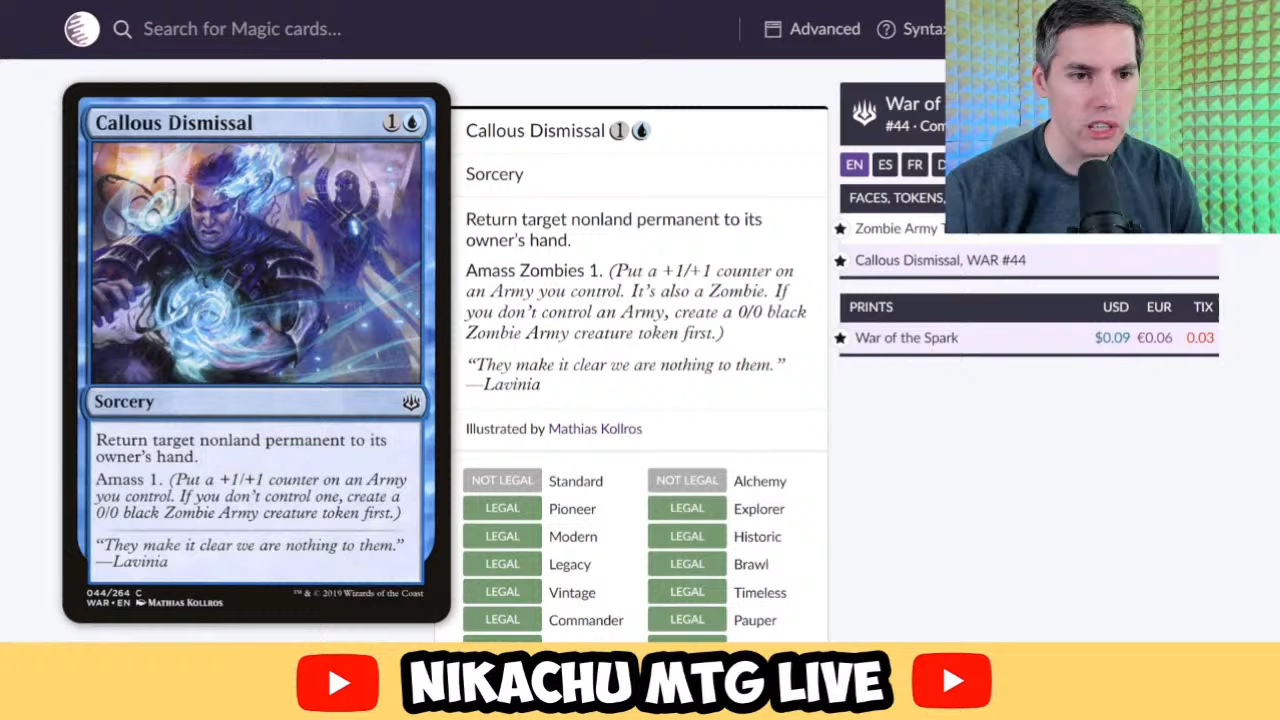 Search for Magic cards...
Advanced
Syntax
Callous Dismissal 1
Sorcery
Return target nonland permanent to its
owner's hand.
Amass 1. (Put a +1/+1 counter on an Army
you control. If you don't control one, create a
0/0 black Zombie Army creature token first.)
"They make it clear we are nothing to them."
—Lavinia
044/264 C
WAR • EN Mathias Kollros
™ & © 2019 Wizards of the Coast
Callous Dismissal 1
Sorcery
Return target nonland permanent to its
owner's hand.
Amass Zombies 1. (Put a +1/+1 counter on
an Army you control. It's also a Zombie. If
you don't control an Army, create a 0/0 black
Zombie Army creature token first.)
"They make it clear we are nothing to them."
—Lavinia
Illustrated by Mathias Kollros
NOT LEGAL Standard NOT LEGAL Alchemy
LEGAL Pioneer LEGAL Explorer
LEGAL Modern LEGAL Historic
LEGAL Legacy LEGAL Brawl
LEGAL Vintage LEGAL Timeless
LEGAL Commander LEGAL Pauper
War of
#44 · Com
EN ES FR D
FACES, TOKENS,
Zombie Army T
Callous Dismissal, WAR #44
PRINTS USD EUR TIX
War of the Spark $0.09 €0.06 0.03
NIKACHU MTG LIVE